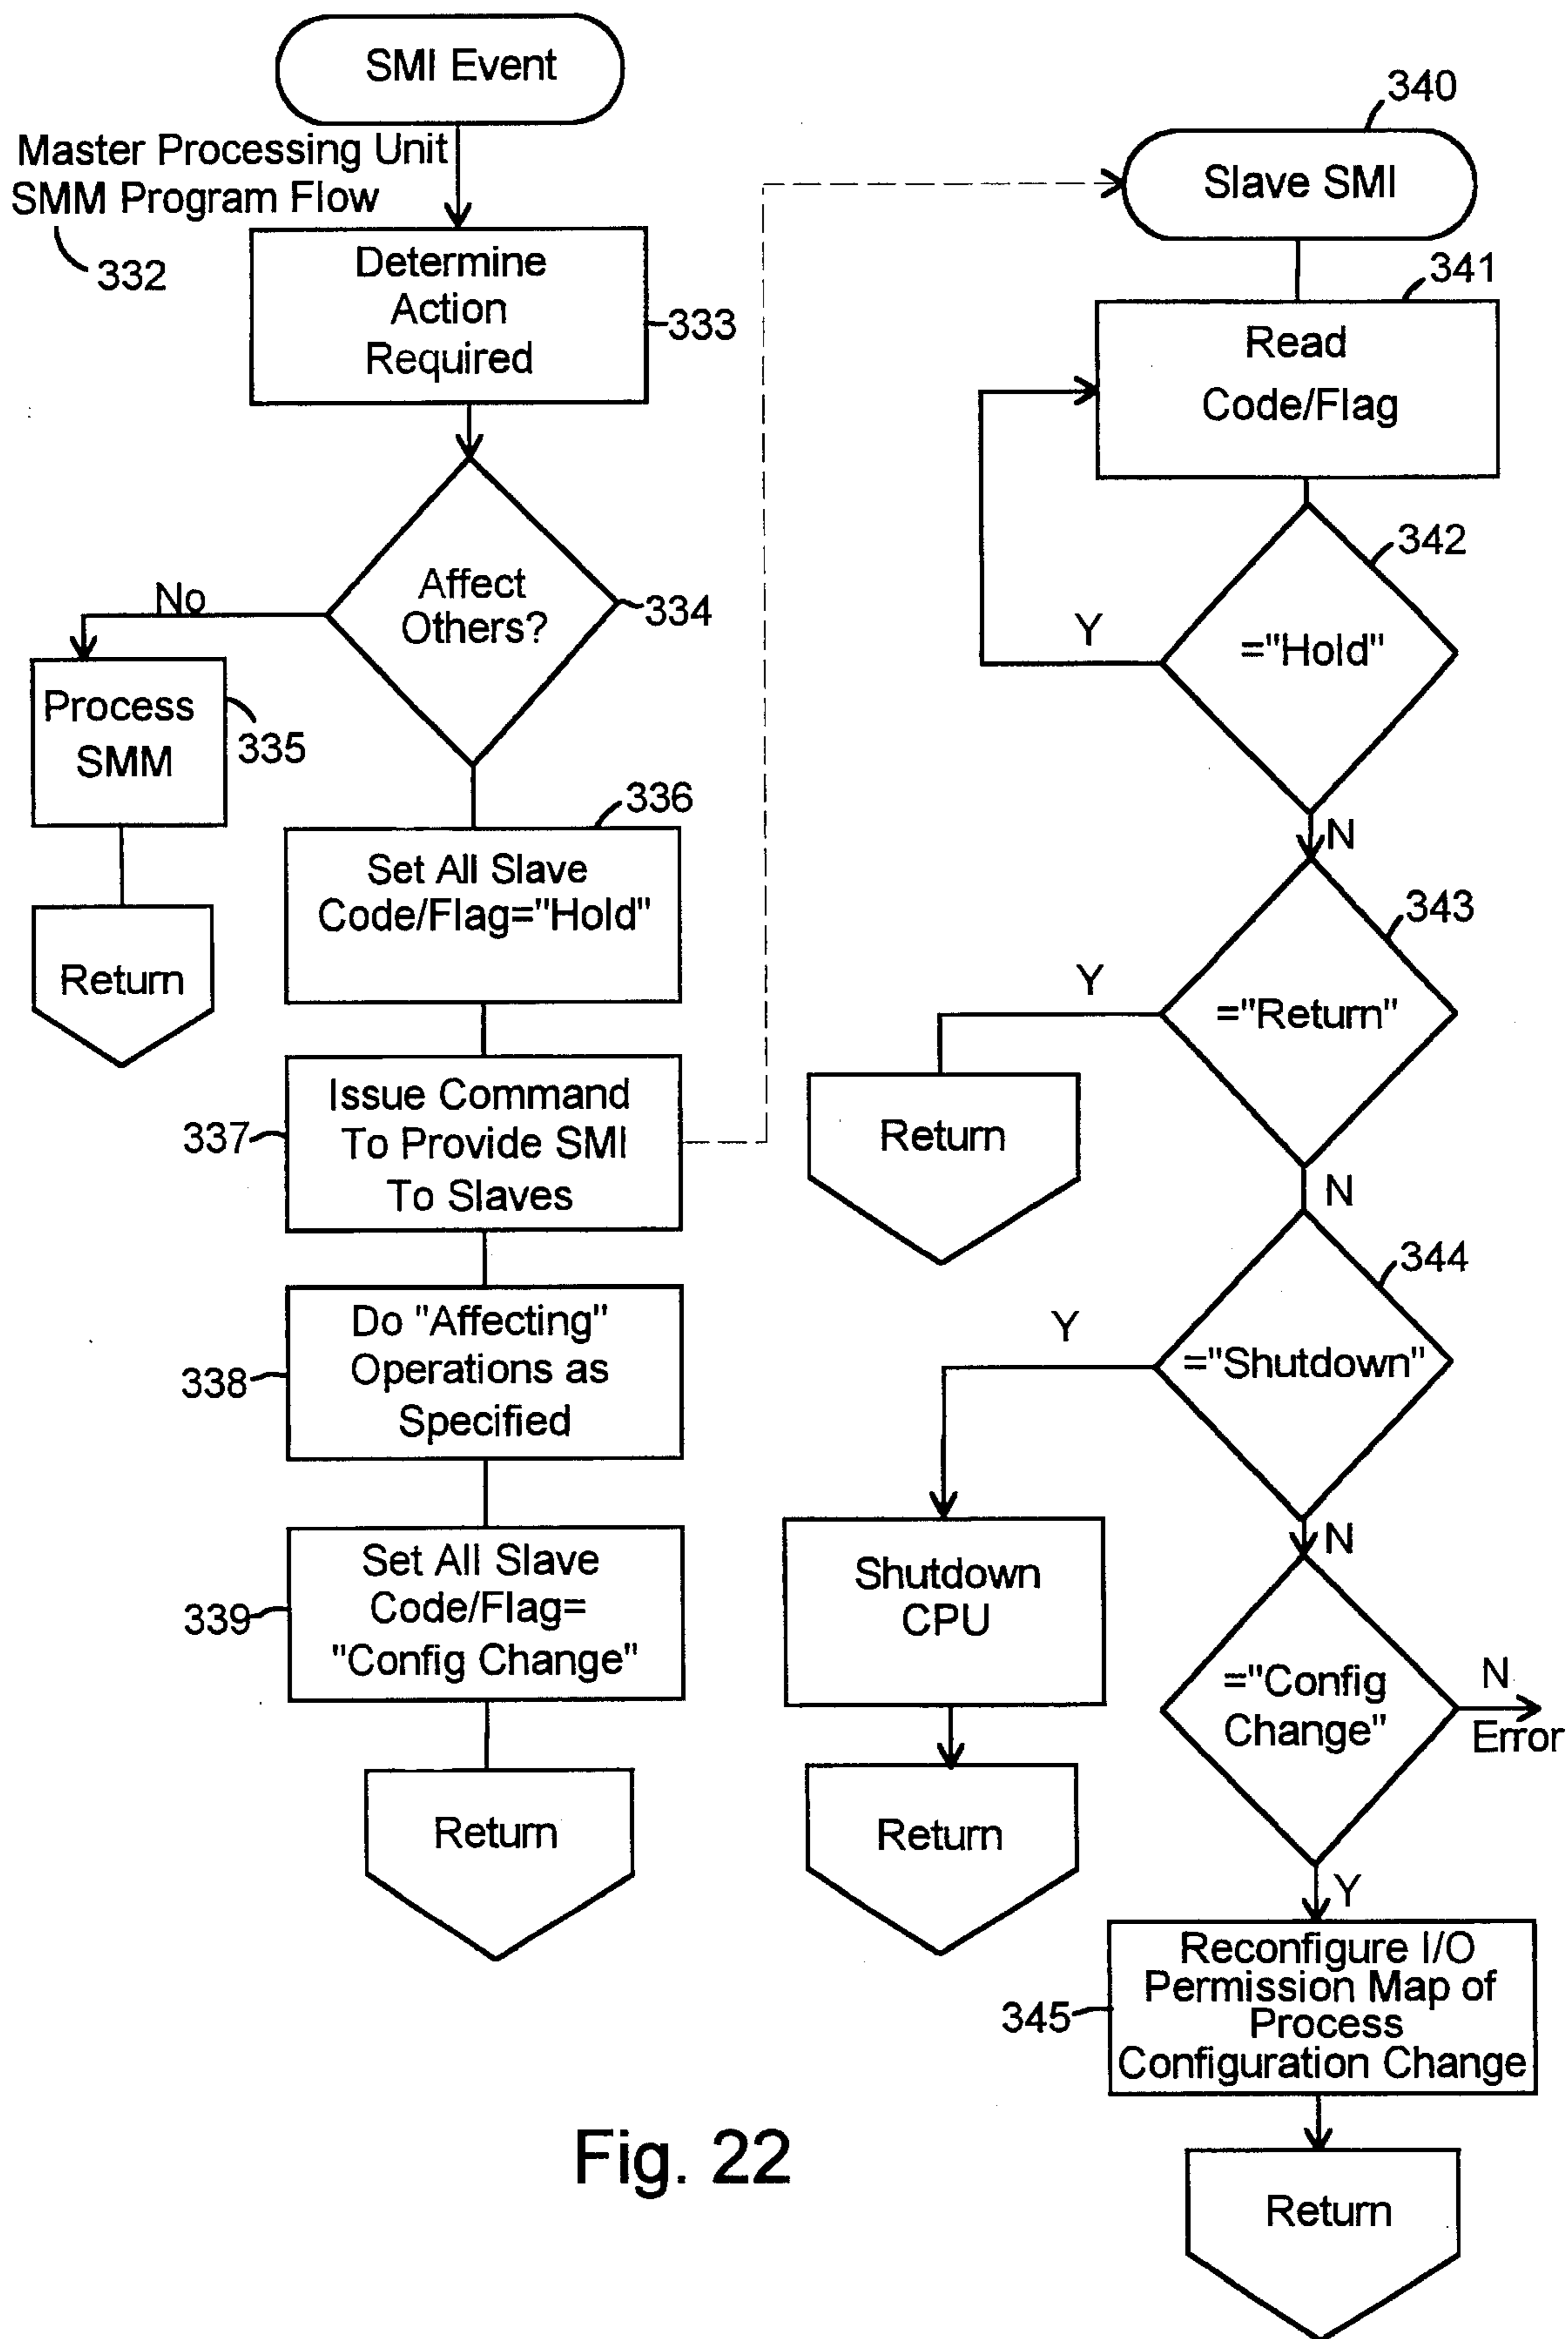 SMI Event
Master Processing Unit
SMM Program Flow
332
Determine
Action
Required
333
Affect
Others?
334
No
Process
SMM
335
Return
336
Set All Slave
Code/Flag="Hold"
337
Issue Command
To Provide SMI
To Slaves
338
Do "Affecting"
Operations as
Specified
339
Set All Slave
Code/Flag=
"Config Change"
Return
340
Slave SMI
341
Read
Code/Flag
342
="Hold"
Y
N
343
="Return"
Y
Return
N
344
="Shutdown"
Y
Shutdown
CPU
Return
N
="Config
Change"
N
Error
Y
345
Reconfigure I/O
Permission Map of
Process
Configuration Change
Return
Fig. 22